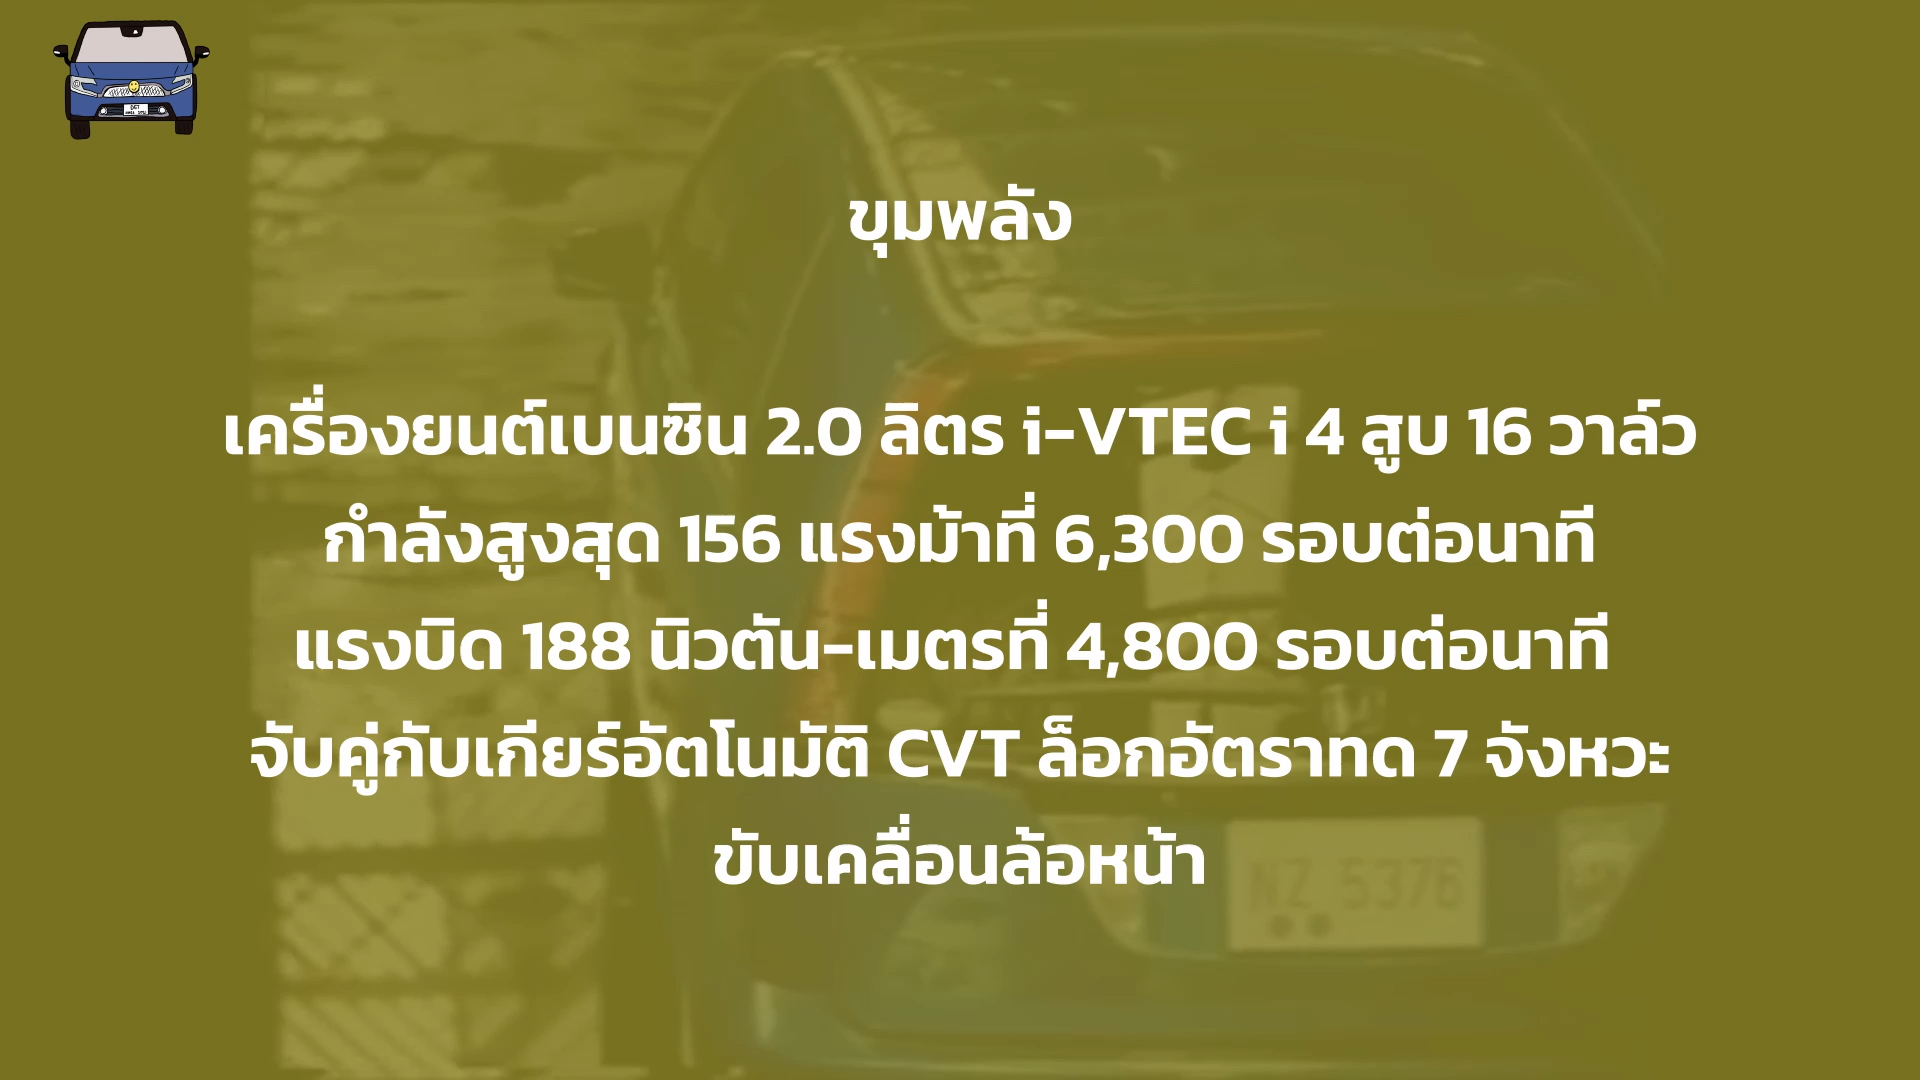 ขุมพลัง
เครื่องยนต์เบนซิน 2.0 ลิตร i-VTEC i 4 สูบ 16 วาล์ว
กำลังสูงสุด 156 แรงม้าที่ 6,300 รอบต่อนาที
แรงบิด 188 นิวตัน-เมตรที่ 4,800 รอบต่อนาที
จับคู่กับเกียร์อัตโนมัติ CVT ล็อกอัตราทด 7 จังหวะ
ขับเคลื่อนล้อหน้า
NZ 5376